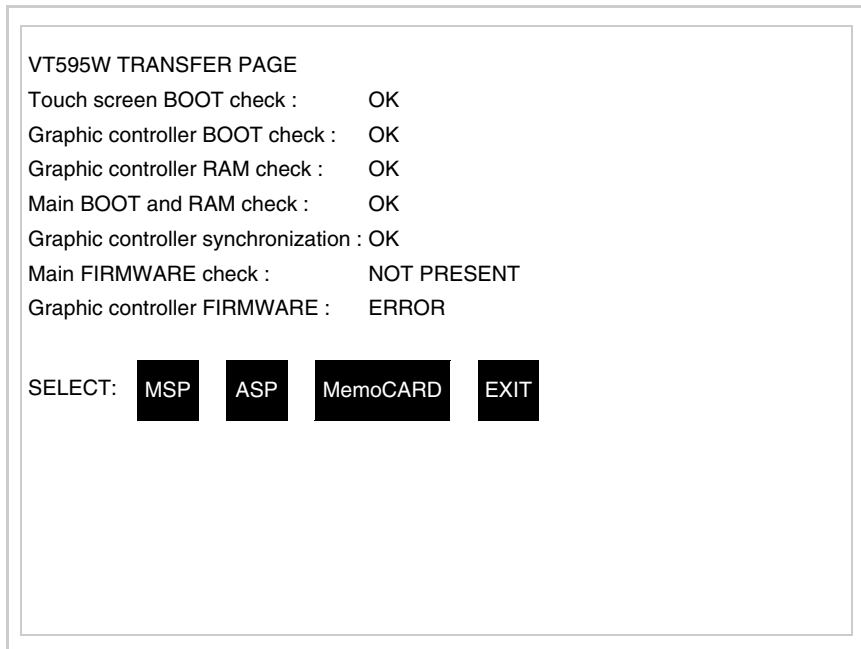 VT595W TRANSFER PAGE
Touch screen BOOT check : OK
Graphic controller BOOT check : OK
Graphic controller RAM check : OK
Main BOOT and RAM check : OK
Graphic controller synchronization : OK
Main FIRMWARE check : NOT PRESENT
Graphic controller FIRMWARE : ERROR
SELECT: MSP ASP MemoCARD EXIT